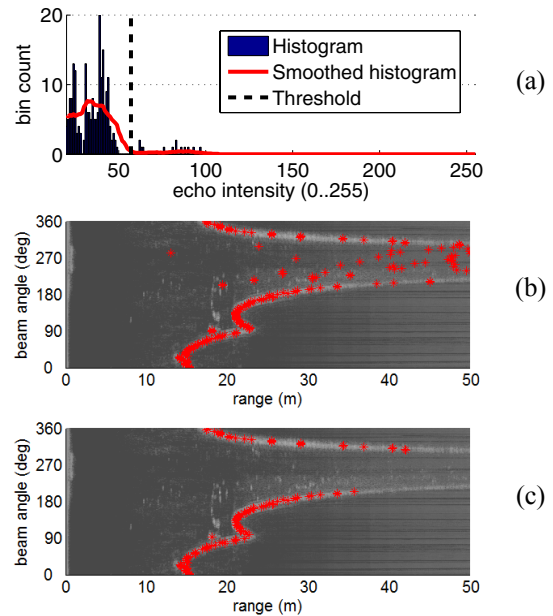 20
10
0
bin count
Histogram
Smoothed histogram
Threshold
50 100 150 200 250
echo intensity (0..255)
(a)
360
270
180
90
0
beam angle (deg)
0 10 20 30 40 50
range (m)
(b)
360
270
180
90
0
beam angle (deg)
0 10 20 30 40 50
range (m)
(c)